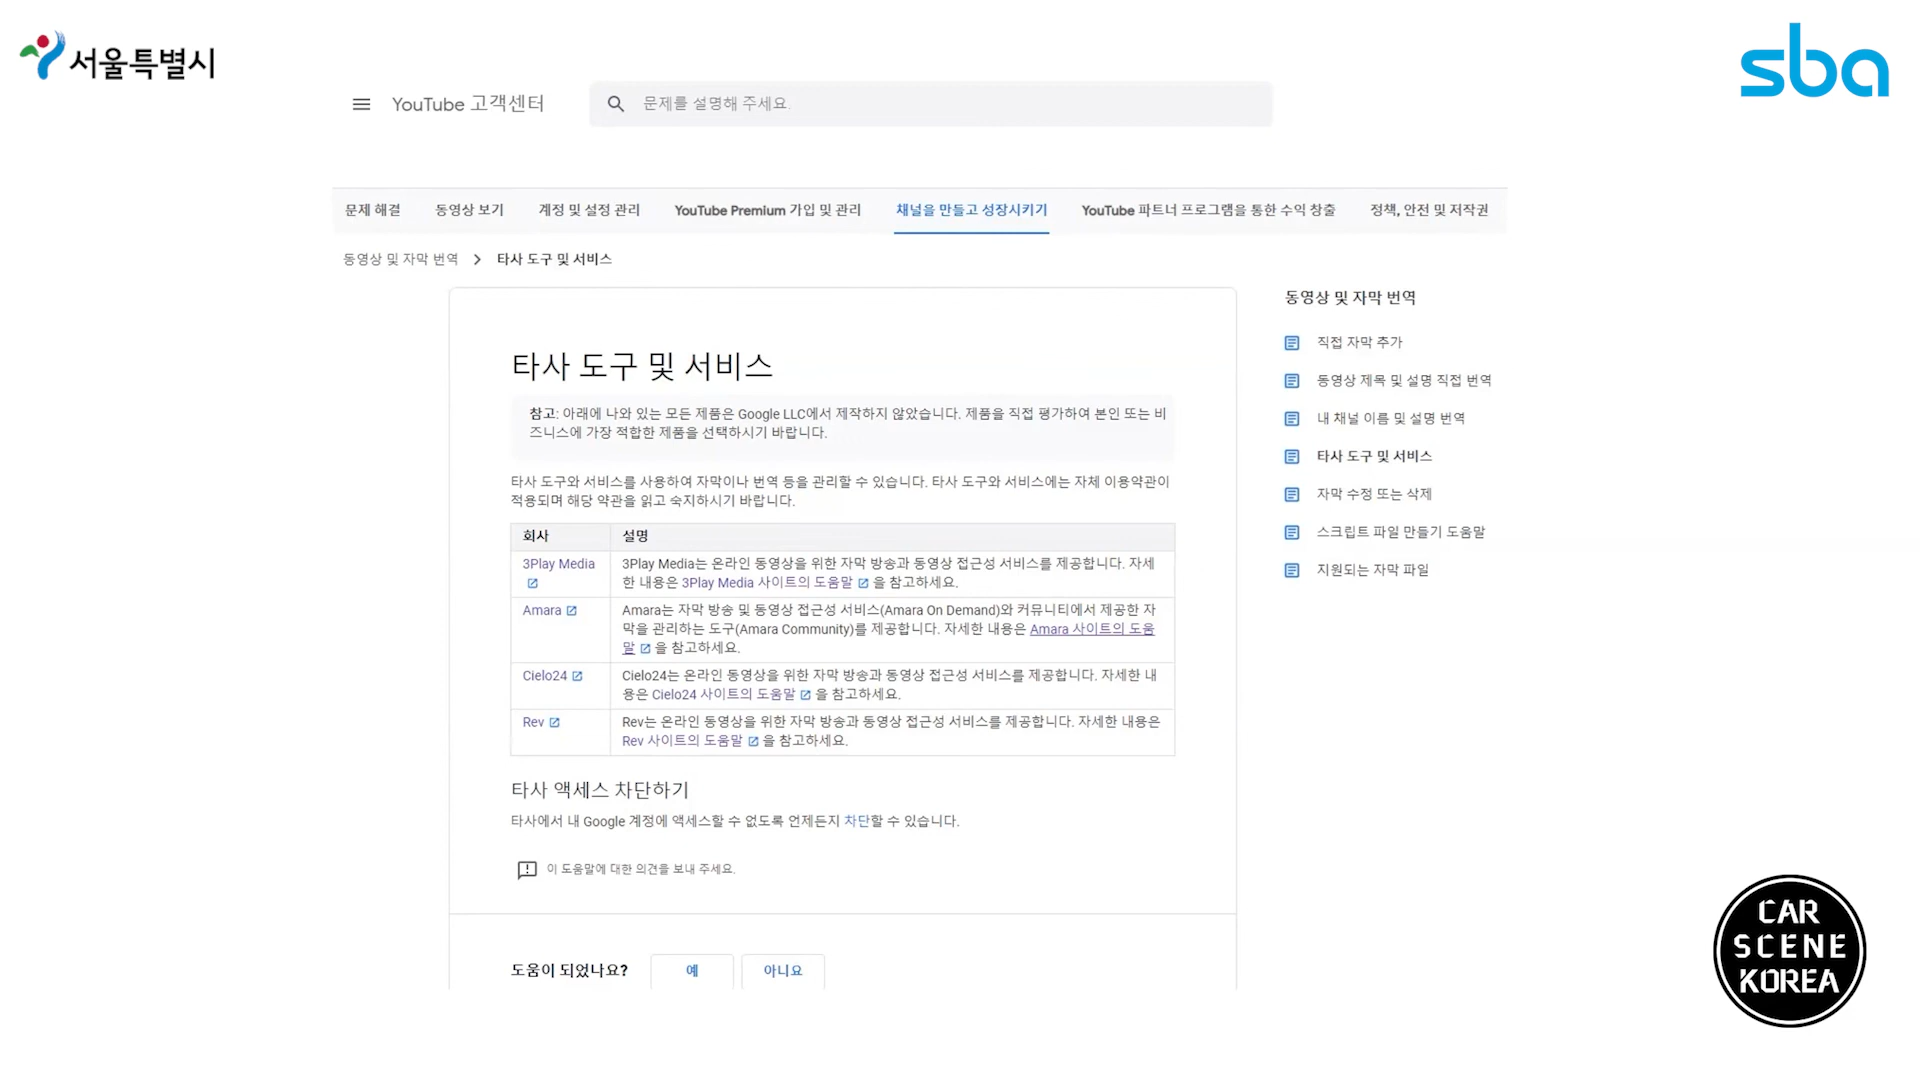 서울특별시
sba
YouTube 고객센터
문제를 설명해 주세요.
문제 해결
동영상 보기
계정 및 설정 관리
YouTube Premium 가입 및 관리
채널을 만들고 성장시키기
YouTube 파트너 프로그램을 통한 수익 창출
정책, 안전 및 저작권
동영상 및 자막 번역 > 타사 도구 및 서비스
타사 도구 및 서비스
참고: 아래에 나와 있는 모든 제품은 Google LLC에서 제작하지 않았습니다. 제품을 직접 평가하여 본인 또는 비
즈니스에 가장 적합한 제품을 선택하시기 바랍니다.
타사 도구와 서비스를 사용하여 자막이나 번역 등을 관리할 수 있습니다. 타사 도구와 서비스에는 자체 이용약관이
적용되며 해당 약관을 읽고 숙지하시기 바랍니다.
회사
설명
3Play Media
3Play Media는 온라인 동영상을 위한 자막 방송과 동영상 접근성 서비스를 제공합니다. 자세
한 내용은 3Play Media 사이트의 도움말 을 참고하세요.
Amara
Amara는 자막 방송 및 동영상 접근성 서비스(Amara On Demand)와 커뮤니티에서 제공한 자
막을 관리하는 도구(Amara Community)를 제공합니다. 자세한 내용은 Amara 사이트의 도움
말 을 참고하세요.
Cielo24
Cielo24는 온라인 동영상을 위한 자막 방송과 동영상 접근성 서비스를 제공합니다. 자세한 내
용은 Cielo24 사이트의 도움말 을 참고하세요.
Rev
Rev는 온라인 동영상을 위한 자막 방송과 동영상 접근성 서비스를 제공합니다. 자세한 내용은
Rev 사이트의 도움말 을 참고하세요.
타사 액세스 차단하기
타사에서 내 Google 계정에 액세스할 수 없도록 언제든지 차단할 수 있습니다.
이 도움말에 대한 의견을 보내 주세요.
도움이 되었나요?
예
아니요
동영상 및 자막 번역
직접 자막 추가
동영상 제목 및 설명 직접 번역
내 채널 이름 및 설명 번역
타사 도구 및 서비스
자막 수정 또는 삭제
스크립트 파일 만들기 도움말
지원되는 자막 파일
CAR
SCENE
KOREA